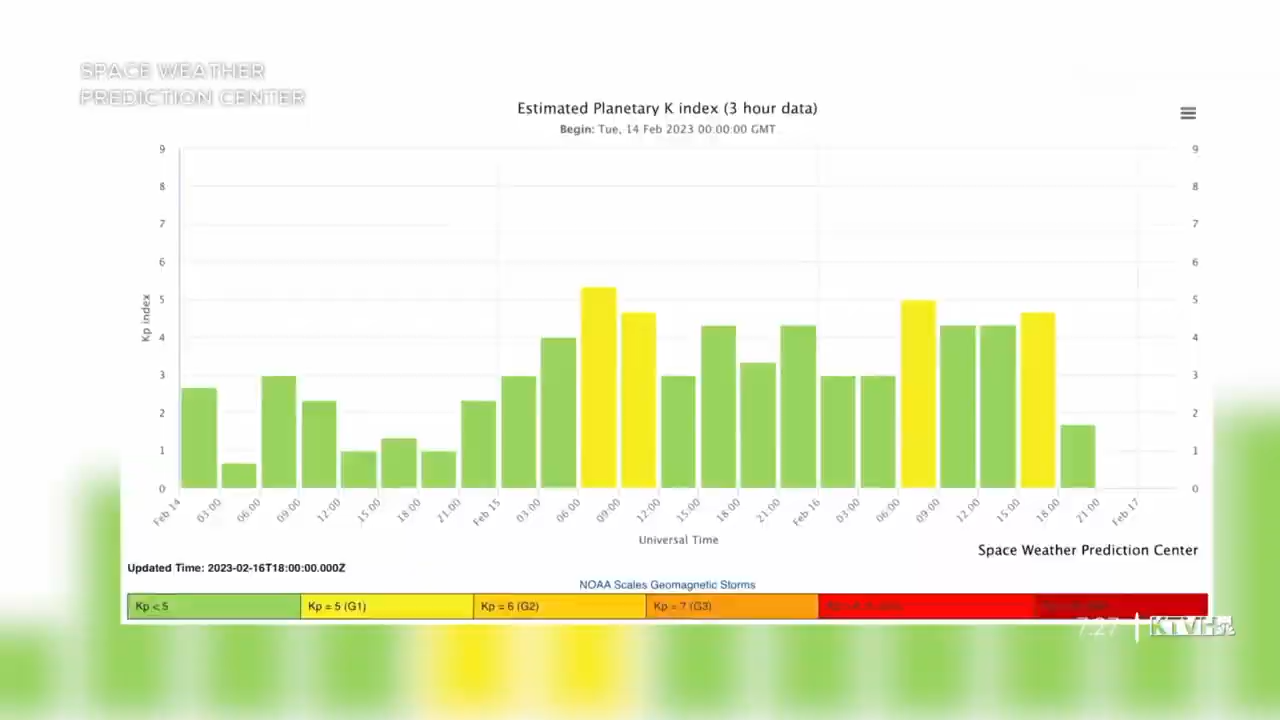 SPACE WEATHER
PREDICTION CENTER
Estimated Planetary K index (3 hour data)
Begin: Tue, 14 Feb 2023 00:00:00 GMT
9 9
8 8
7 7
6 6
5 5
4 4
3 3
2 2
1 1
0 0
Kp index
Feb 14 03:00 06:00 09:00 12:00 15:00 18:00 21:00 Feb 15 03:00 06:00 09:00 12:00 15:00 18:00 21:00 Feb 16 03:00 06:00 09:00 12:00 15:00 18:00 21:00 Feb 17
Universal Time
Space Weather Prediction Center
Updated Time: 2023-02-16T18:00:00.000Z
NOAA Scales Geomagnetic Storms
Kp < 5 Kp = 5 (G1) Kp = 6 (G2) Kp = 7 (G3)
7:27 KTVH